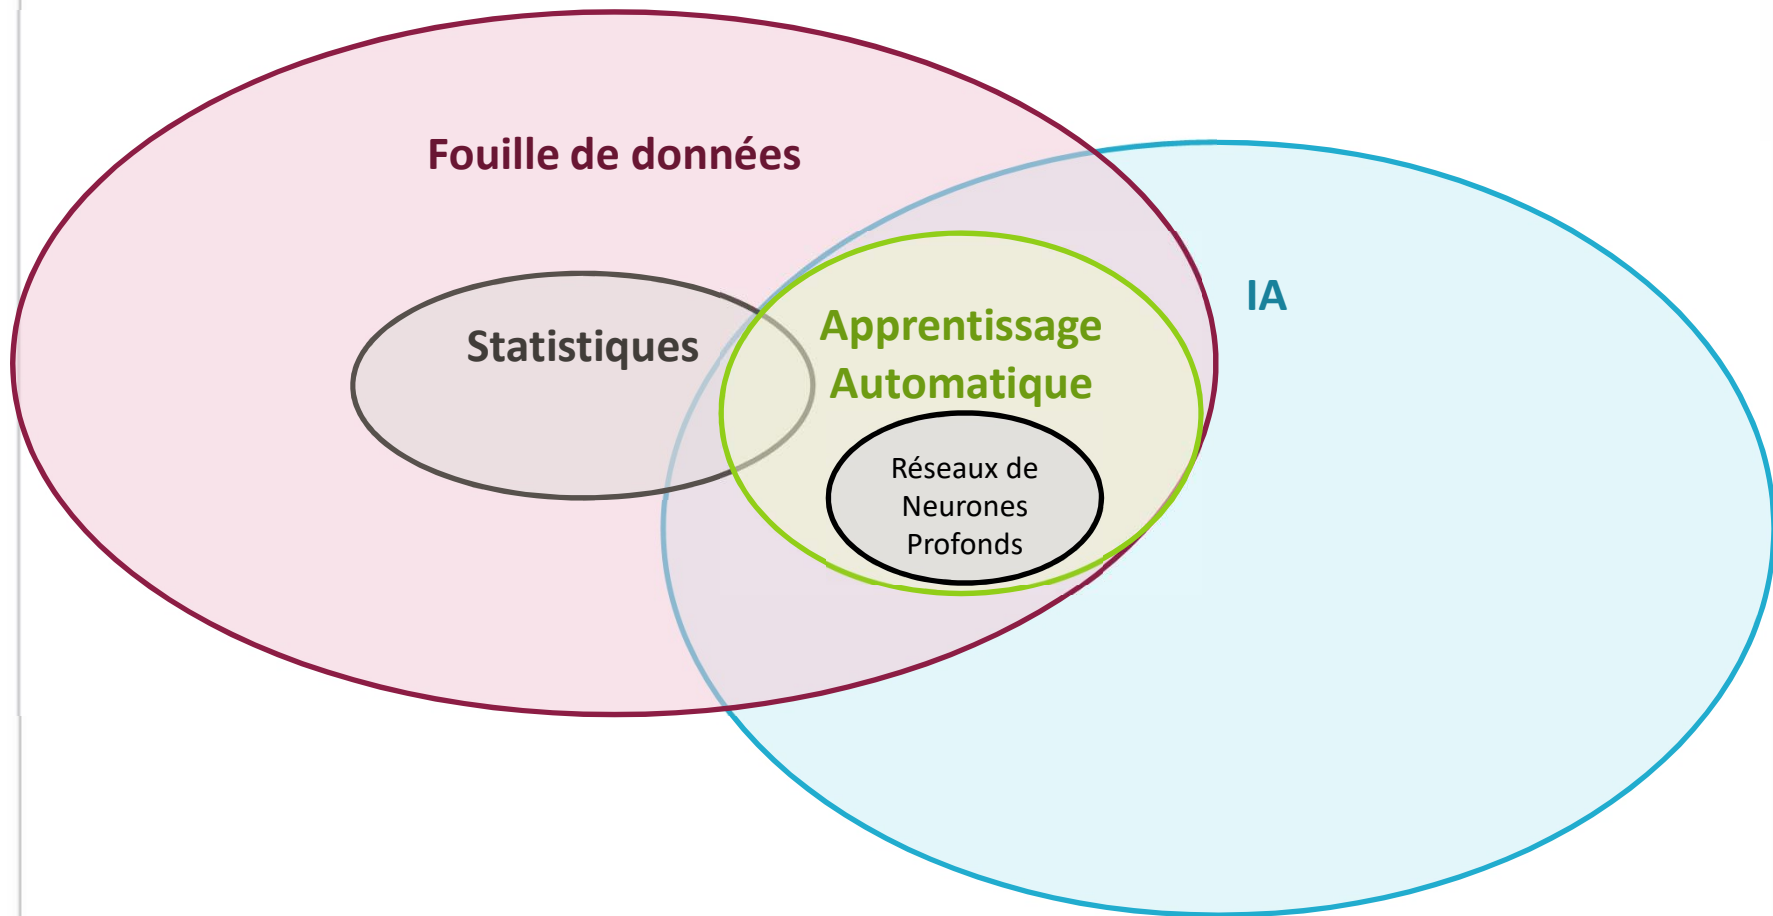 Fouille de données
IA
Statistiques
Apprentissage
Automatique
Réseaux de
Neurones
Profonds